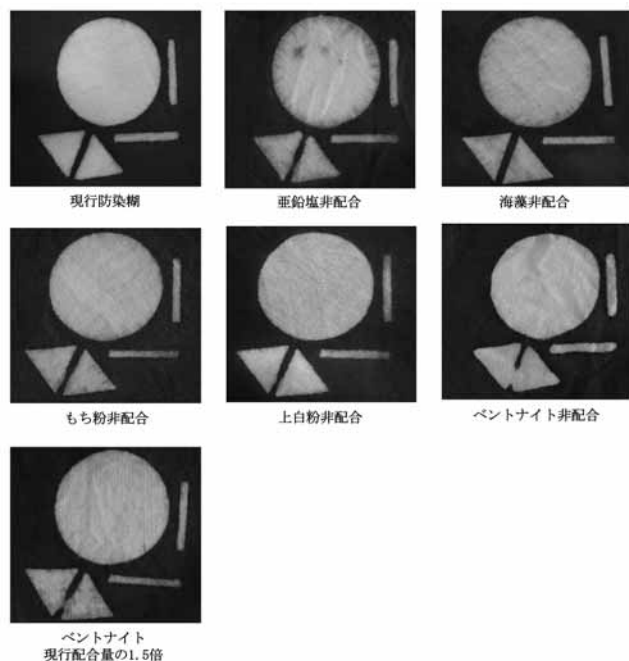 現行防染糊
亜鉛塩非配合
海藻非配合
もち粉非配合
上白粉非配合
ベントナイト非配合
ベントナイト
現行配合量の1.5倍